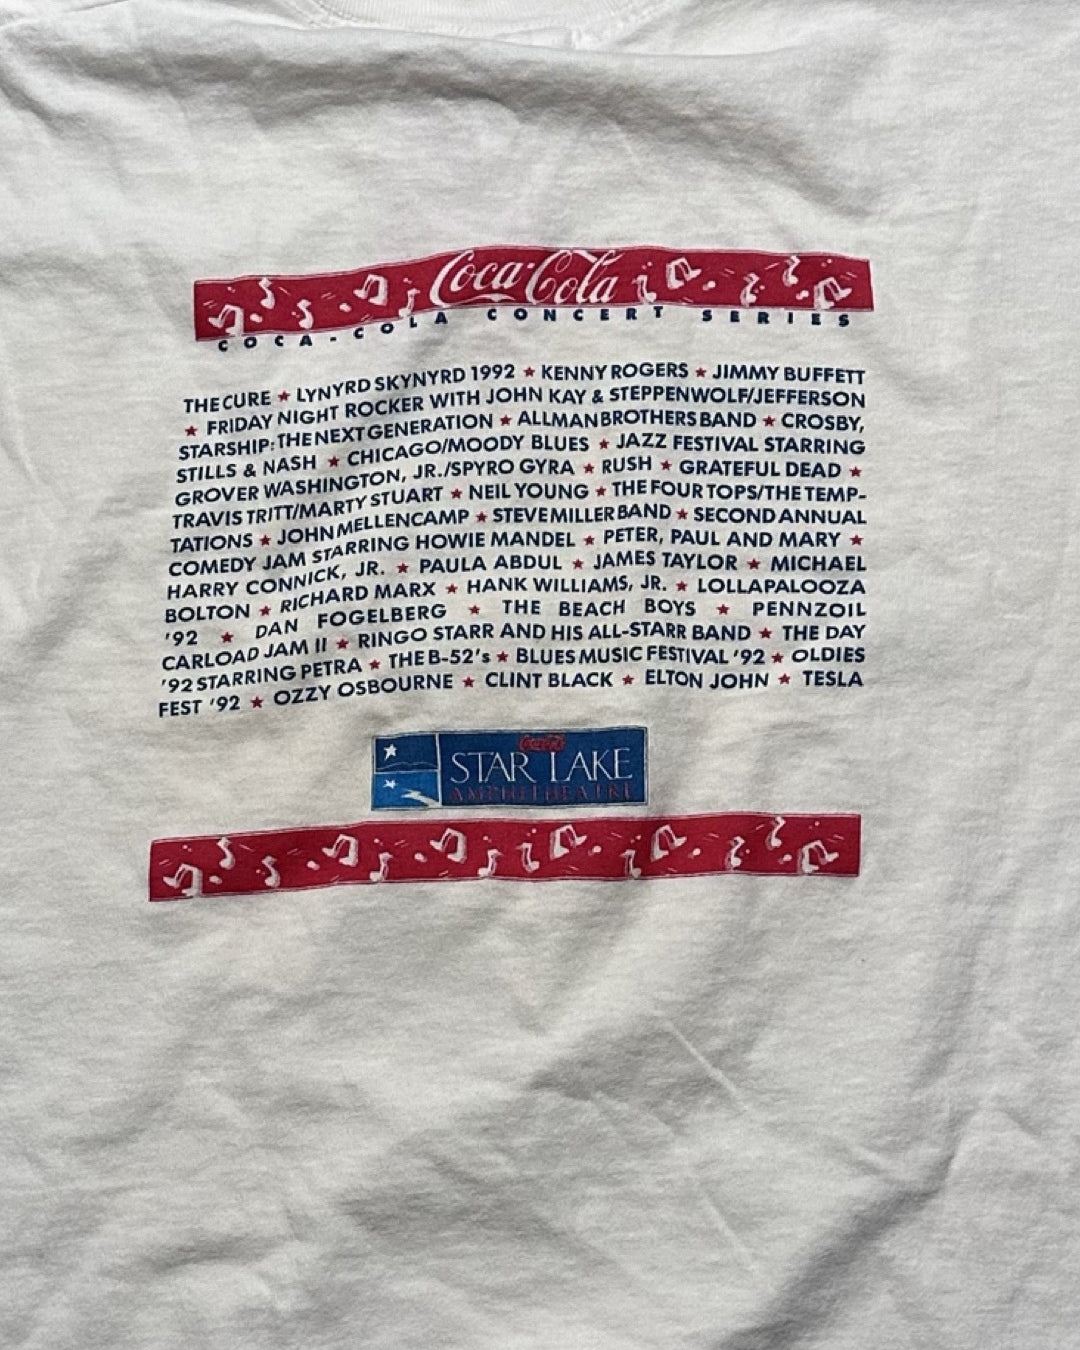 Coca-Cola
COCA-COLA CONCERT SERIES
THE CURE ★ LYNYRD SKYNYRD 1992 ★ KENNY ROGERS ★ JIMMY BUFFETT
★ FRIDAY NIGHT ROCKER WITH JOHN KAY & STEPPENWOLF/JEFFERSON
STARSHIP: THE NEXT GENERATION ★ ALLMAN BROTHERS BAND ★ CROSBY,
STILLS & NASH ★ CHICAGO/MOODY BLUES ★ JAZZ FESTIVAL STARRING
GROVER WASHINGTON, JR./SPYRO GYRA ★ RUSH ★ GRATEFUL DEAD ★
TRAVIS TRITT/MARTY STUART ★ NEIL YOUNG ★ THE FOUR TOPS/THE TEMP-
TATIONS ★ JOHN MELLENCAMP ★ STEVE MILLER BAND ★ SECOND ANNUAL
COMEDY JAM STARRING HOWIE MANDEL ★ PETER, PAUL AND MARY ★
HARRY CONNICK, JR. ★ PAULA ABDUL ★ JAMES TAYLOR ★ MICHAEL
BOLTON ★ RICHARD MARX ★ HANK WILLIAMS, JR. ★ LOLLAPALOOZA
'92 ★ DAN FOGELBERG ★ THE BEACH BOYS ★ PENNZOIL
CARLOAD JAM II ★ RINGO STARR AND HIS ALL-STARR BAND ★ THE DAY
'92 STARRING PETRA ★ THE B-52's ★ BLUES MUSIC FESTIVAL '92 ★ OLDIES
FEST '92 ★ OZZY OSBOURNE ★ CLINT BLACK ★ ELTON JOHN ★ TESLA
Coca-Cola
STAR LAKE
AMPHITHEATRE